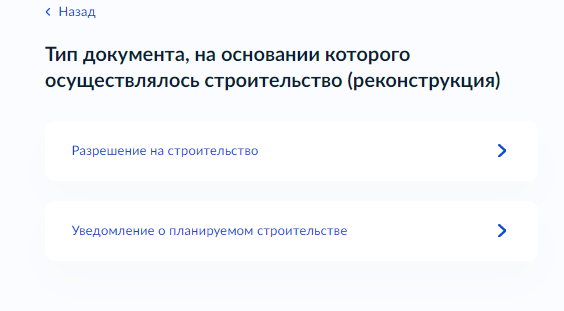 Назад
Тип документа, на основании которого
осуществлялось строительство (реконструкция)
Разрешение на строительство
Уведомление о планируемом строительстве